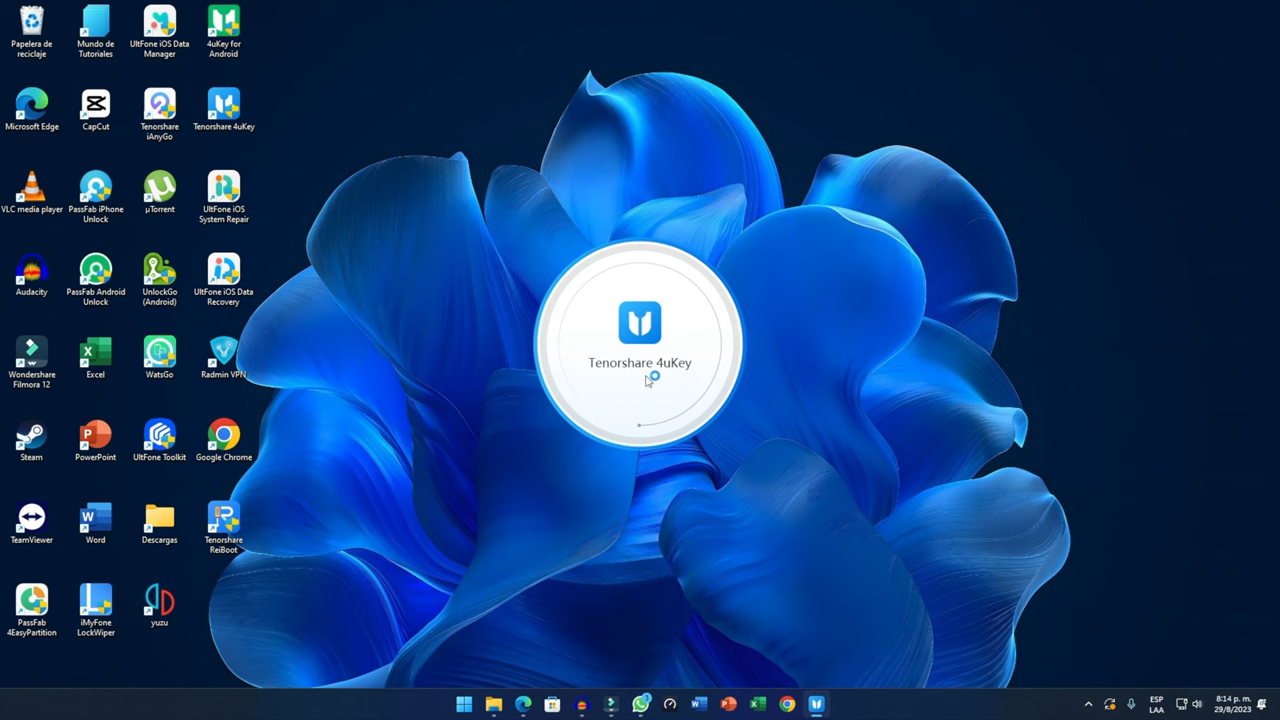 Papelera de
reciclaje
Mundo de
Tutoriales
UltFone iOS Data
Manager
4uKey for
Android
Microsoft Edge
CapCut
Tenorshare
iAnyGo
Tenorshare 4uKey
VLC media player
PassFab iPhone
Unlock
µTorrent
UltFone iOS
System Repair
Audacity
PassFab Android
Unlock
UnlockGo
(Android)
UltFone iOS Data
Recovery
Wondershare
Filmora 12
Excel
WatsGo
Radmin VPN
Steam
PowerPoint
UltFone Toolkit
Google Chrome
TeamViewer
Word
Descargas
Tenorshare
ReiBoot
PassFab
4EasyPartition
iMyFone
LockWiper
yuzu
Tenorshare 4uKey
3
ESP
LAA
8:14 p. m.
29/8/2023